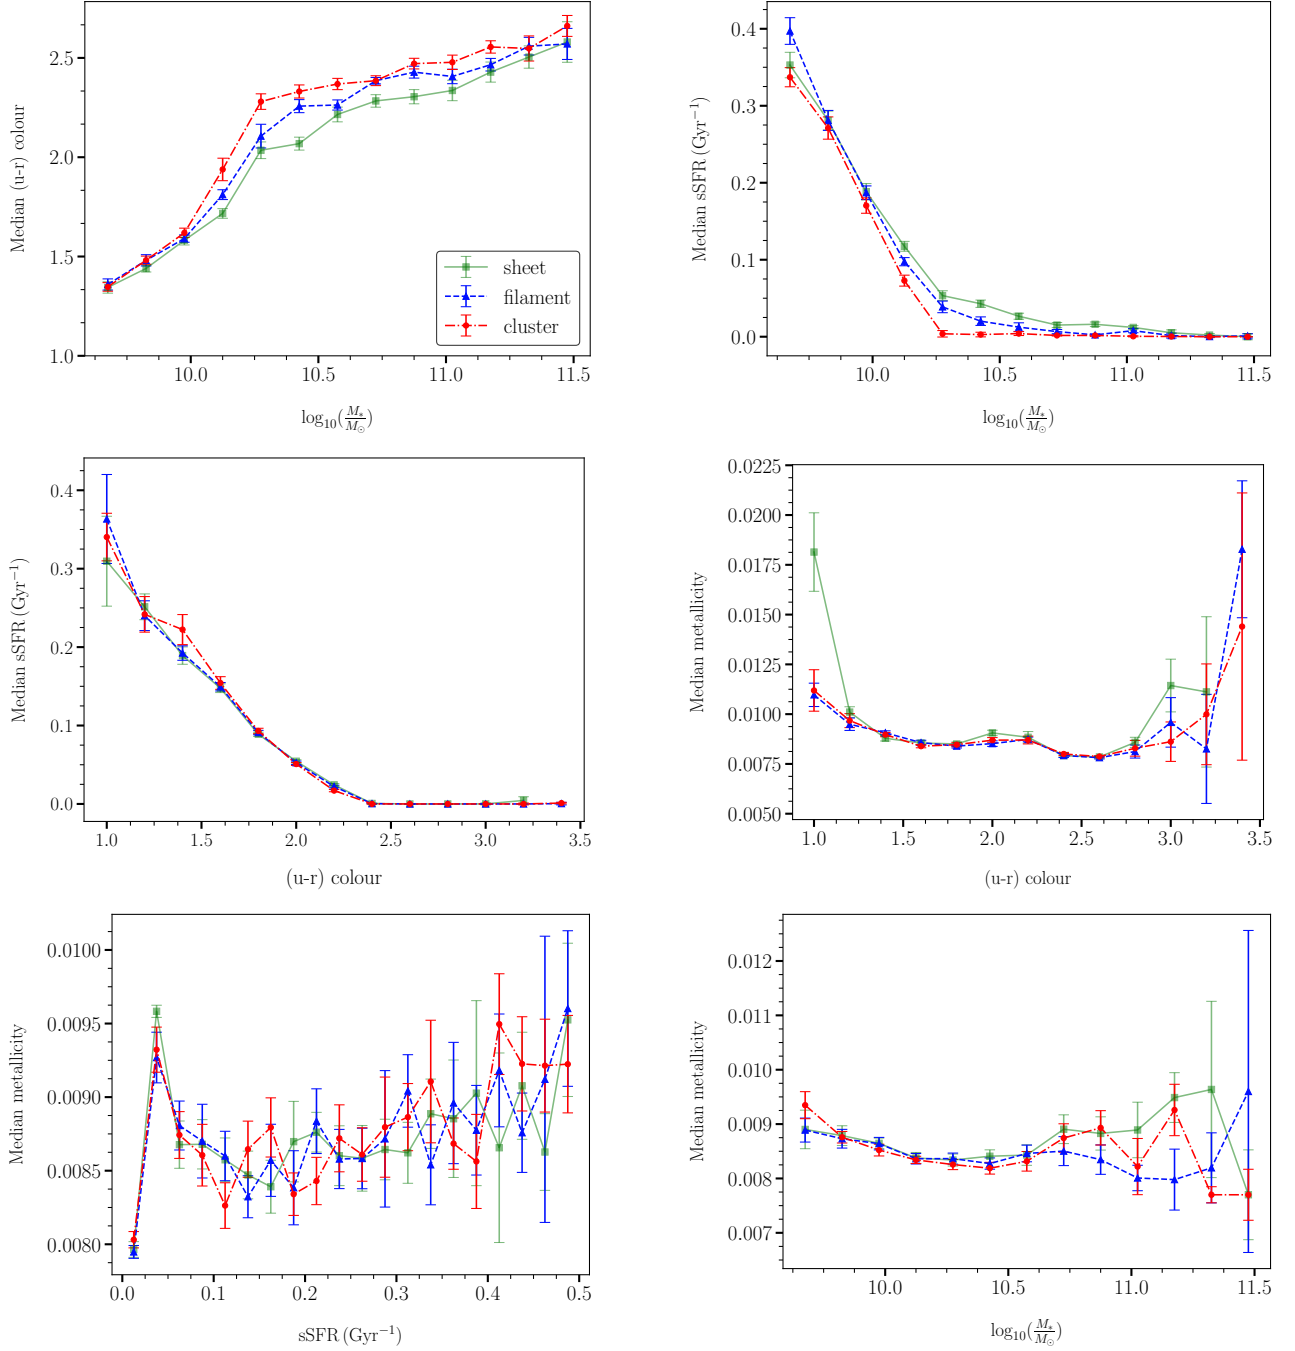 Median (u-r) colour
2.5
2.0
1.5
1.0
sheet
filament
cluster
10.0 10.5 11.0 11.5
log10(M*/M⊙)
Median sSFR (Gyr−1)
0.4
0.3
0.2
0.1
0.0
10.0 10.5 11.0 11.5
log10(M*/M⊙)
Median sSFR (Gyr−1)
0.4
0.3
0.2
0.1
0.0
1.0 1.5 2.0 2.5 3.0 3.5
(u-r) colour
Median metallicity
0.0225
0.0200
0.0175
0.0150
0.0125
0.0100
0.0075
0.0050
1.0 1.5 2.0 2.5 3.0 3.5
(u-r) colour
Median metallicity
0.0100
0.0095
0.0090
0.0085
0.0080
0.0 0.1 0.2 0.3 0.4 0.5
sSFR (Gyr−1)
Median metallicity
0.012
0.011
0.010
0.009
0.008
0.007
10.0 10.5 11.0 11.5
log10(M*/M⊙)